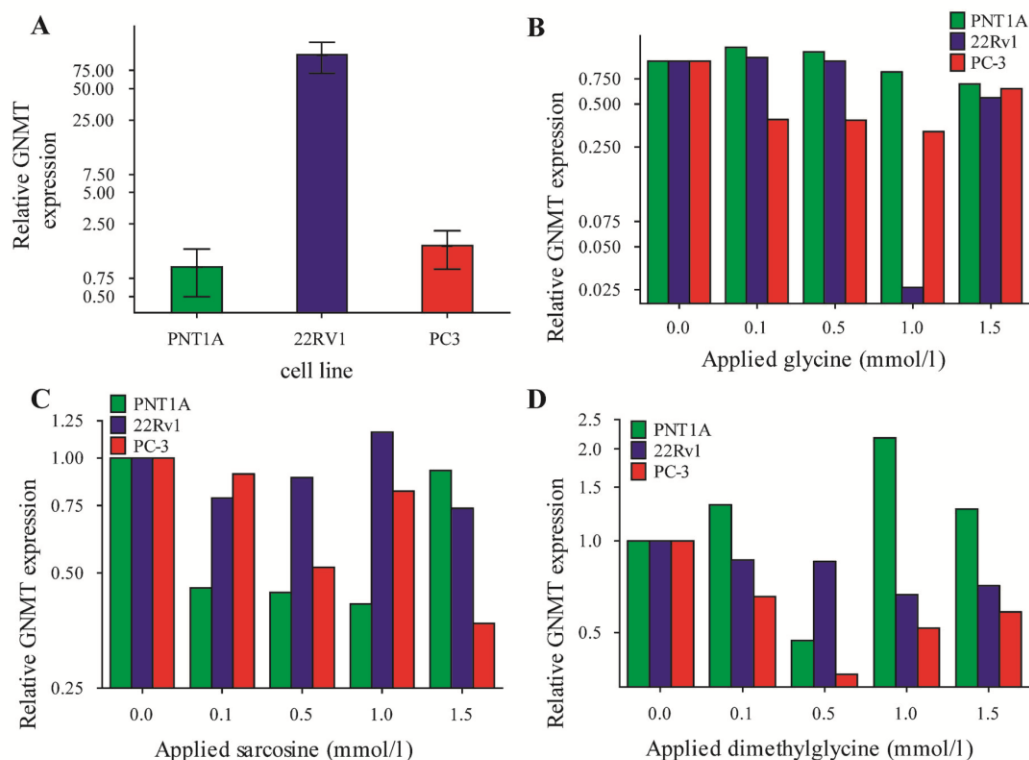 A
Relative GNMT
expression
75.00
50.00
25.00
7.50
5.00
2.50
0.75
0.50
PNT1A
22RV1
PC3
cell line
B
PNT1A
22Rv1
PC-3
Relative GNMT expression
0.750
0.500
0.250
0.075
0.050
0.025
0.0
0.1
0.5
1.0
1.5
Applied glycine (mmol/l)
C
PNT1A
22Rv1
PC-3
Relative GNMT expression
1.25
1.00
0.75
0.50
0.25
0.0
0.1
0.5
1.0
1.5
Applied sarcosine (mmol/l)
D
PNT1A
22Rv1
PC-3
Relative GNMT expression
2.5
2.0
1.5
1.0
0.5
0.0
0.1
0.5
1.0
1.5
Applied dimethylglycine (mmol/l)